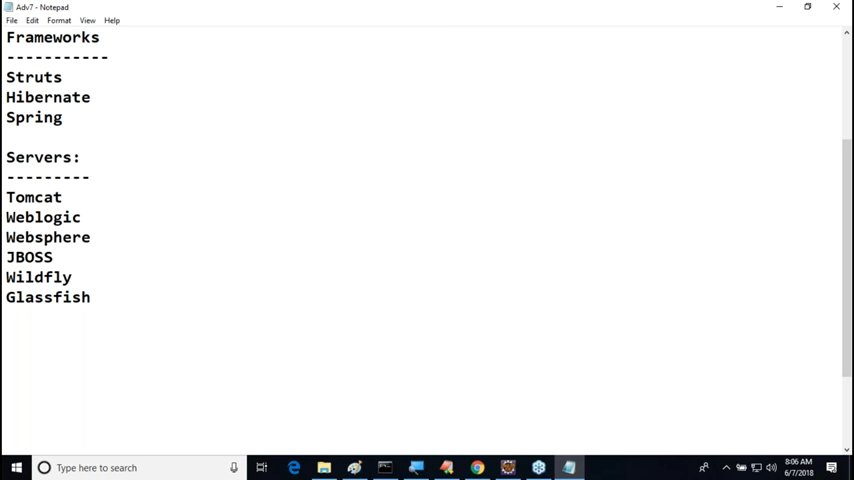 Adv7 - Notepad
File Edit Format View Help
Frameworks
-----------
Struts
Hibernate
Spring
Servers:
---------
Tomcat
Weblogic
Websphere
JBOSS
Wildfly
Glassfish
Type here to search
8:06 AM
6/7/2018